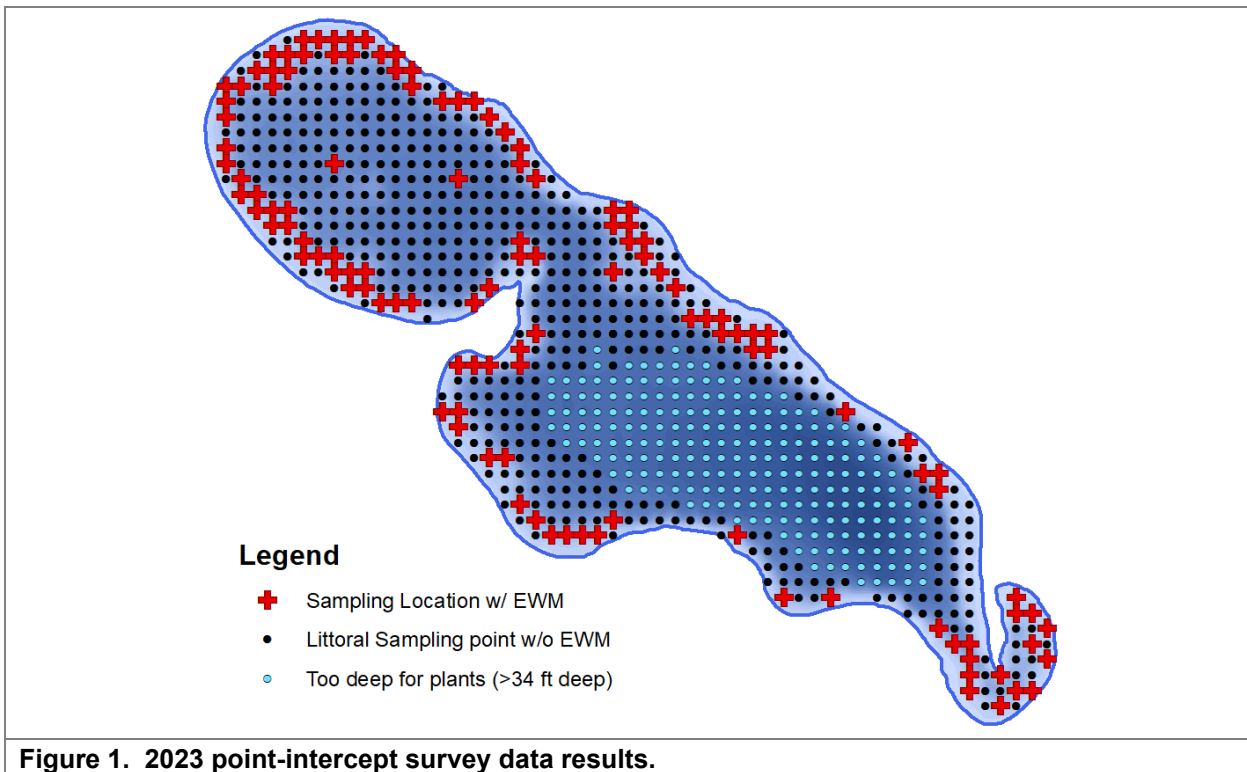 Legend
Sampling Location w/ EWM
Littoral Sampling point w/o EWM
Too deep for plants (>34 ft deep)
Figure 1. 2023 point-intercept survey data results.